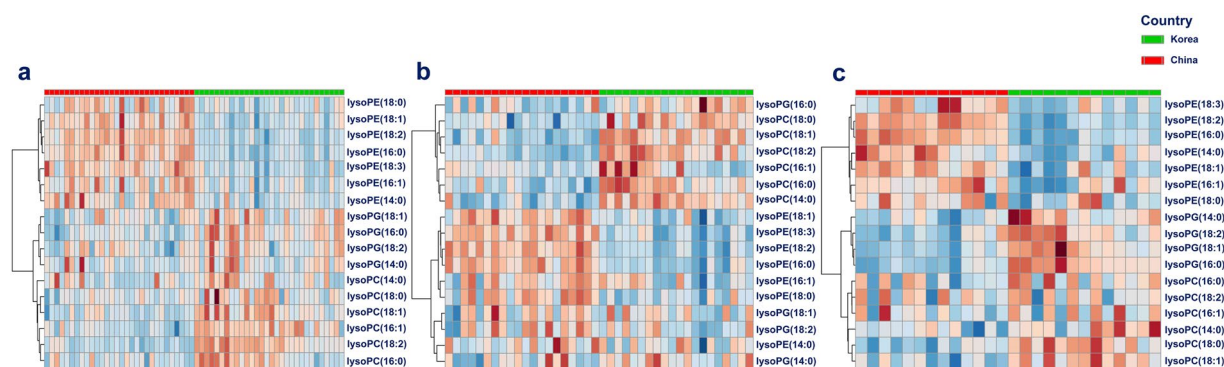 Country
Korea
China
a
lysoPE(18:0)
lysoPE(18:1)
lysoPE(18:2)
lysoPE(16:0)
lysoPE(18:3)
lysoPE(16:1)
lysoPE(14:0)
lysoPG(18:1)
lysoPG(16:0)
lysoPG(18:2)
lysoPG(14:0)
lysoPC(14:0)
lysoPC(18:0)
lysoPC(18:1)
lysoPC(16:1)
lysoPC(18:2)
lysoPC(16:0)
b
lysoPG(16:0)
lysoPC(18:0)
lysoPC(18:1)
lysoPC(18:2)
lysoPC(16:1)
lysoPC(16:0)
lysoPC(14:0)
lysoPE(18:1)
lysoPE(18:3)
lysoPE(18:2)
lysoPE(16:0)
lysoPE(16:1)
lysoPE(18:0)
lysoPG(18:1)
lysoPG(18:2)
lysoPE(14:0)
lysoPG(14:0)
c
lysoPE(18:3)
lysoPE(18:2)
lysoPE(16:0)
lysoPE(14:0)
lysoPE(18:1)
lysoPE(16:1)
lysoPE(18:0)
lysoPG(14:0)
lysoPG(18:2)
lysoPG(18:1)
lysoPG(16:0)
lysoPC(16:0)
lysoPC(18:2)
lysoPC(16:1)
lysoPC(14:0)
lysoPC(18:0)
lysoPC(18:1)